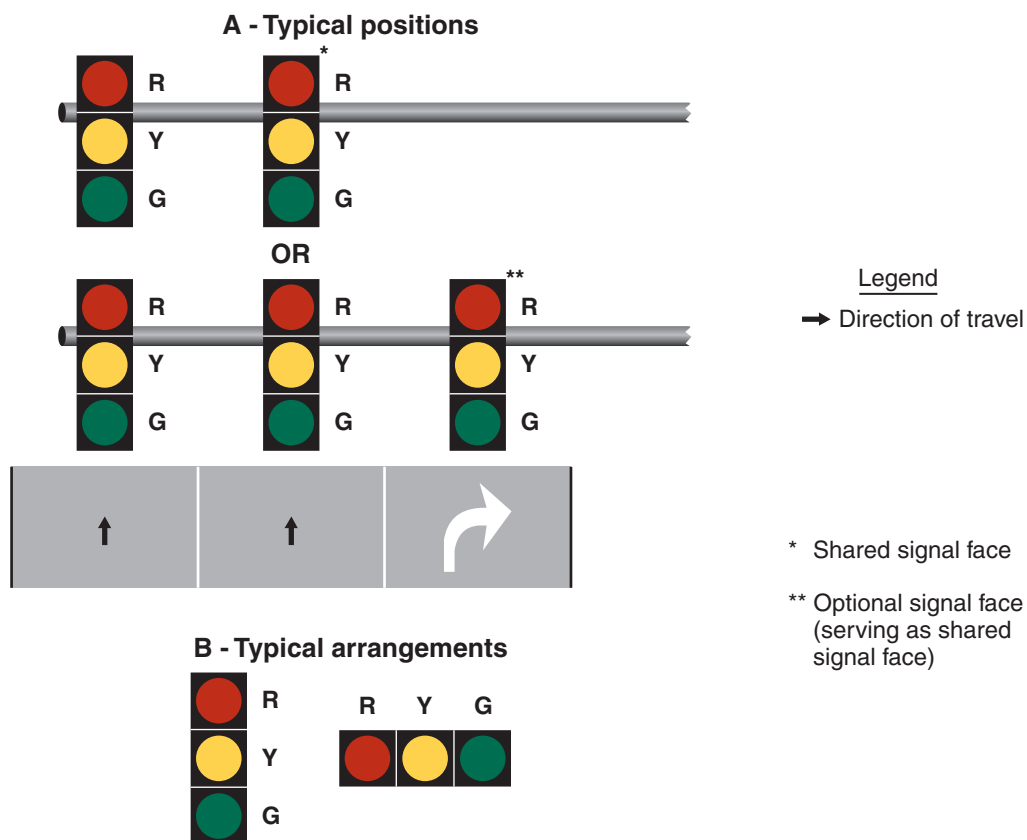 A - Typical positions
*
R R
Y Y
G G
OR
**
R R R
Y Y Y
G G G
Legend
Direction of travel
* Shared signal face
** Optional signal face
(serving as shared
signal face)
B - Typical arrangements
R
Y
G
R Y G